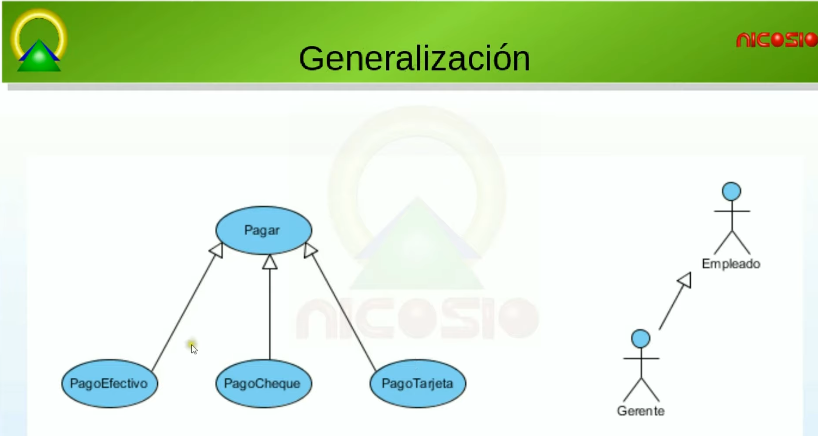 NICOSIO
Generalización
Pagar
Empleado
NICOSIO
PagoEfectivo
PagoCheque
PagoTarjeta
Gerente